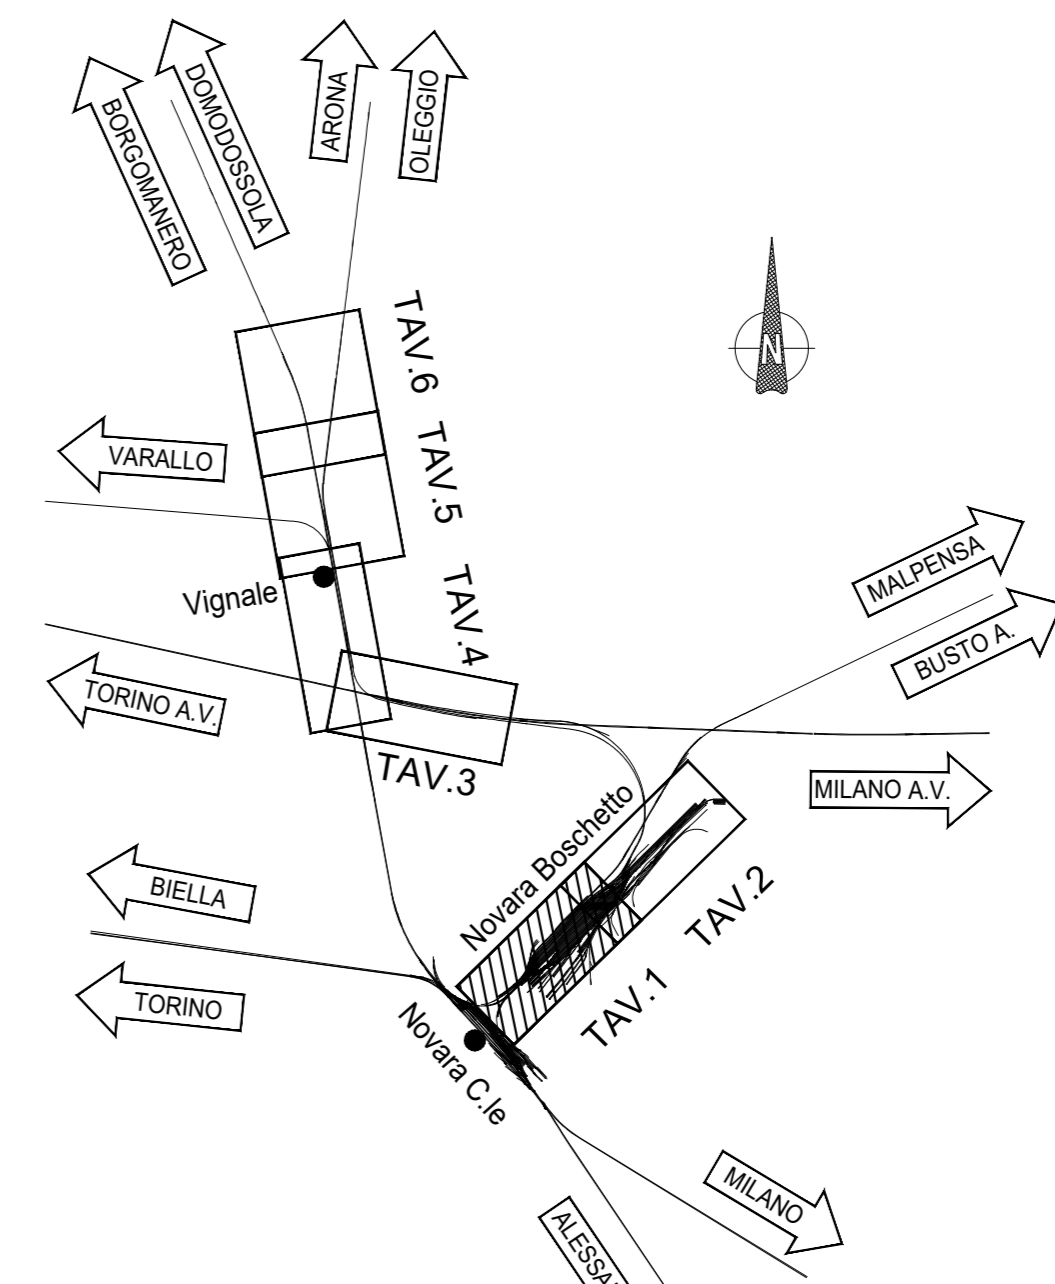 BORGOMANERO
DOMODOSSOLA
ARONA
OLEGGIO
TAV.6
N
VARALLO
TAV.5
MALPENSA
Vignale
TAV.4
BUSTO A.
TORINO A.V.
TAV.3
MILANO A.V.
Novara Boschetto
BIELLA
TAV.2
TORINO
TAV.1
Novara C.le
MILANO
ALESSA